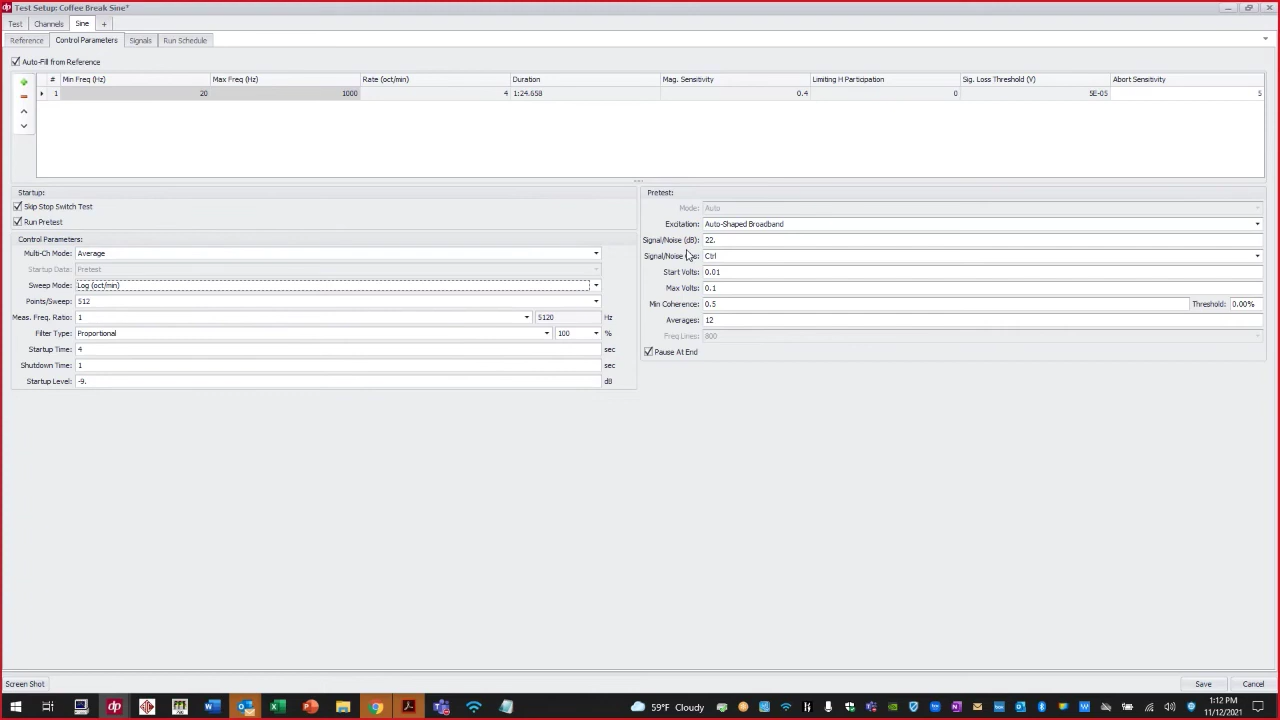 dp Test Setup: Coffee Break Sine*
Test Channels Sine +
Reference Control Parameters Signals Run Schedule
Auto-Fill from Reference
# Min Freq (Hz) Max Freq (Hz) Rate (oct/min) Duration Mag. Sensitivity Limiting H Participation Sig. Loss Threshold (V) Abort Sensitivity
1 20 1000 4 1:24.658 0.4 0 5E-05 5
Startup:
Skip Stop Switch Test
Run Pretest
Control Parameters:
Multi-Ch Mode: Average
Startup Data: Pretest
Sweep Mode: Log (oct/min)
Points/Sweep: 512
Meas. Freq. Ratio: 1 5120 Hz
Filter Type: Proportional 100 %
Startup Time: 4 sec
Shutdown Time: 1 sec
Startup Level: -9. dB
Pretest:
Mode: Auto
Excitation: Auto-Shaped Broadband
Signal/Noise (dB): 22.
Signal/Noise Ctrl
Start Volts: 0.01
Max Volts: 0.1
Min Coherence: 0.5 Threshold: 0.00%
Averages: 12
Freq Lines: 800
Pause At End
Screen Shot Save Cancel
59°F Cloudy 1:12 PM
11/12/2021